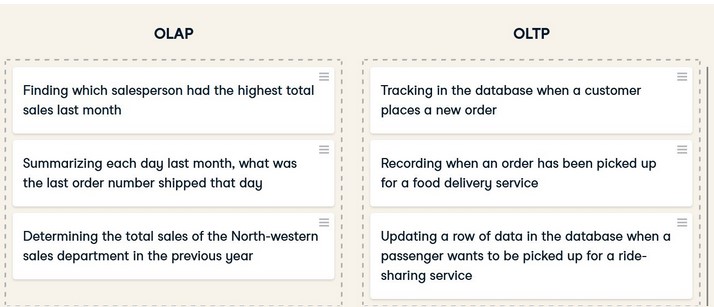 OLAP
Finding which salesperson had the highest total
sales last month
Summarizing each day last month, what was
the last order number shipped that day
Determining the total sales of the North-western
sales department in the previous year
OLTP
Tracking in the database when a customer
places a new order
Recording when an order has been picked up
for a food delivery service
Updating a row of data in the database when a
passenger wants to be picked up for a ride-
sharing service